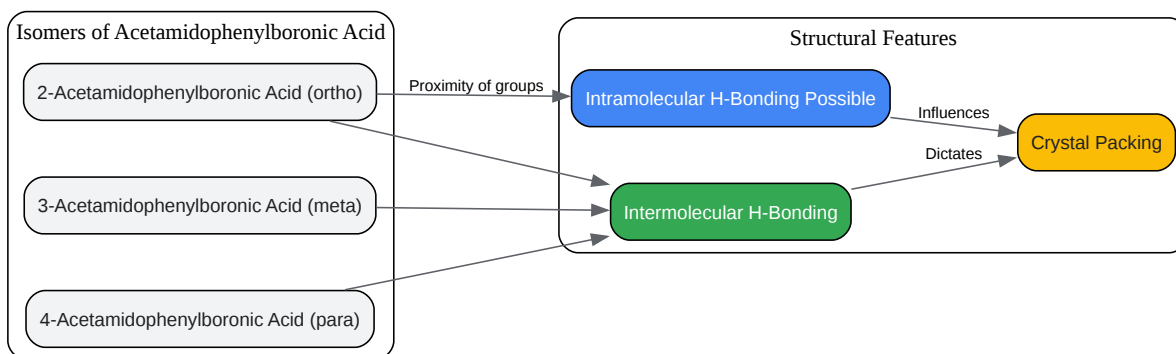 Isomers of Acetamidophenylboronic Acid
2-Acetamidophenylboronic Acid (ortho)
3-Acetamidophenylboronic Acid (meta)
4-Acetamidophenylboronic Acid (para)
Proximity of groups
Structural Features
Intramolecular H-Bonding Possible
Intermolecular H-Bonding
Influences
Dictates
Crystal Packing